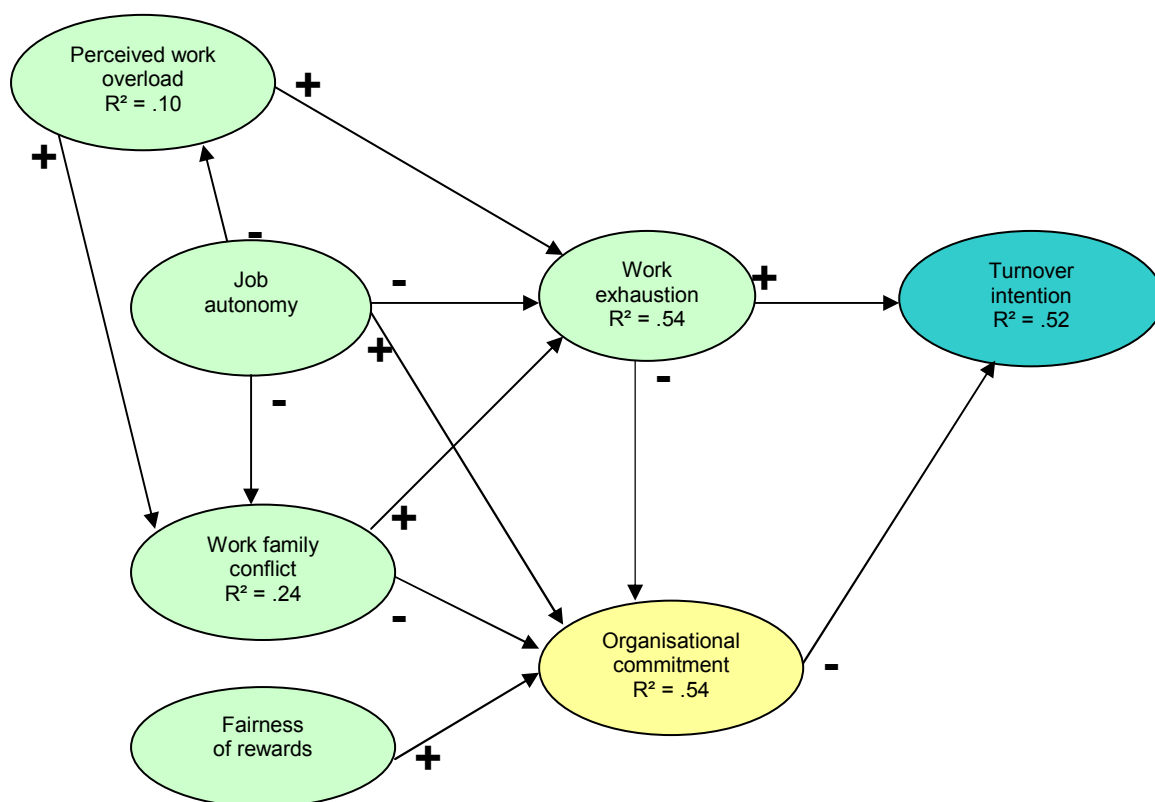 Perceived work
overload
R² = .10
+
+
-
Job
autonomy
-
+
-
Work
exhaustion
R² = .54
+
-
Turnover
intention
R² = .52
Work family
conflict
R² = .24
+
-
Organisational
commitment
R² = .54
-
Fairness
of rewards
+